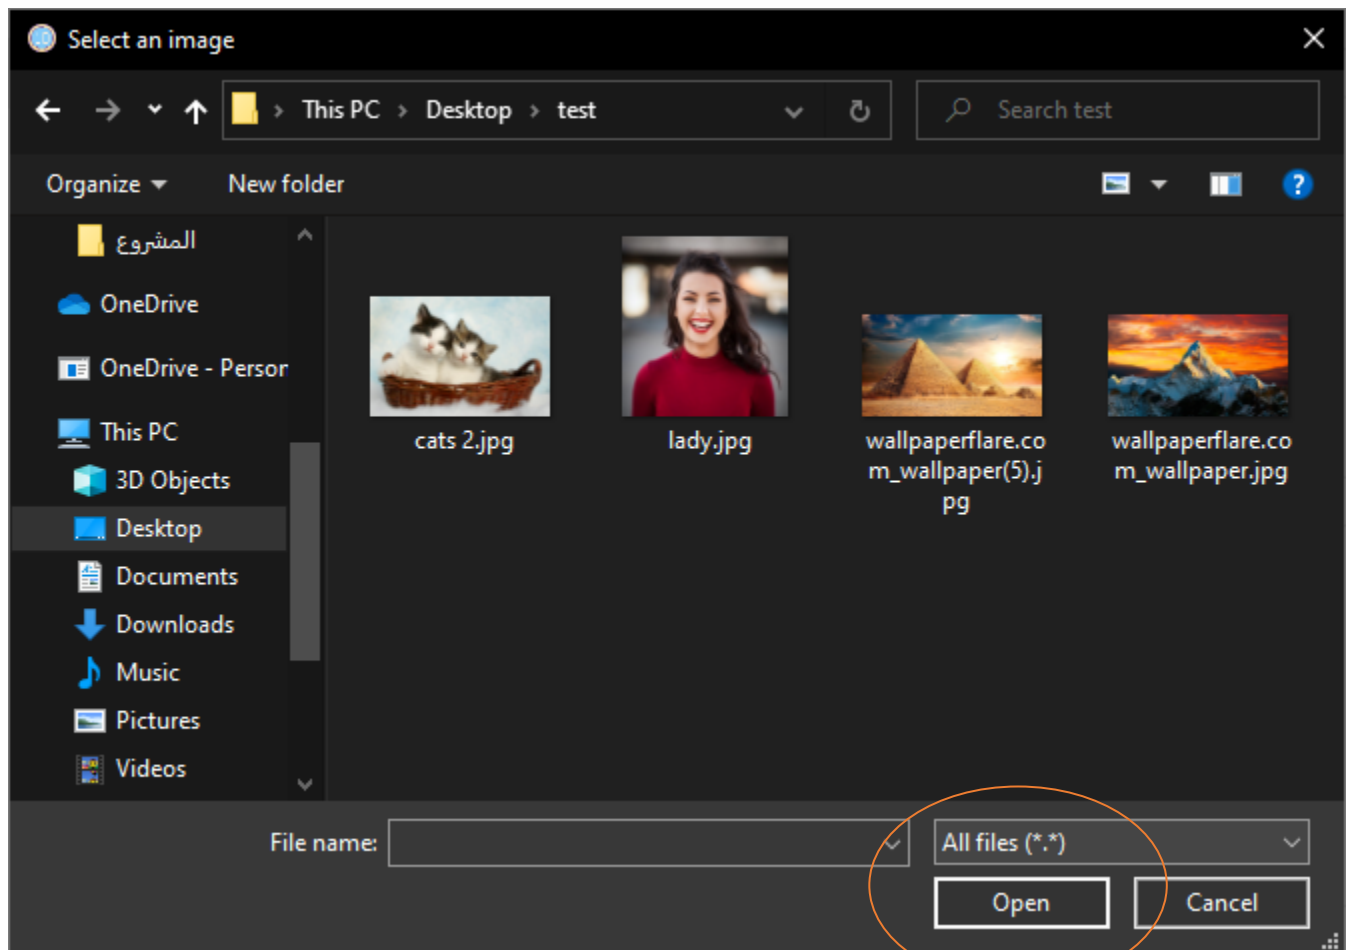 Select an image
This PC > Desktop > test
Search test
Organize
New folder
المشروع
OneDrive
OneDrive - Person
This PC
3D Objects
Desktop
Documents
Downloads
Music
Pictures
Videos
cats 2.jpg
lady.jpg
wallpaperflare.co
m_wallpaper(5).j
pg
wallpaperflare.co
m_wallpaper.jpg
File name:
All files (*.*)
Open
Cancel